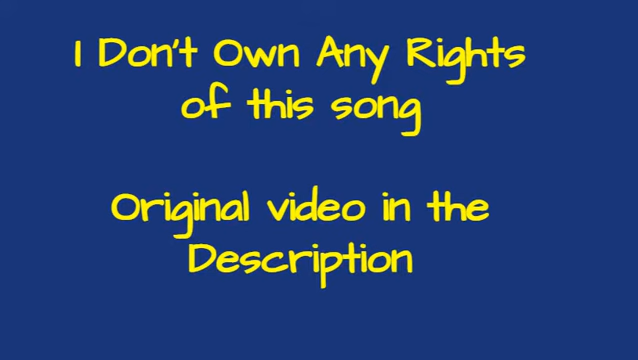 I Don't Own Any Rights
of this song
Original video in the
Description